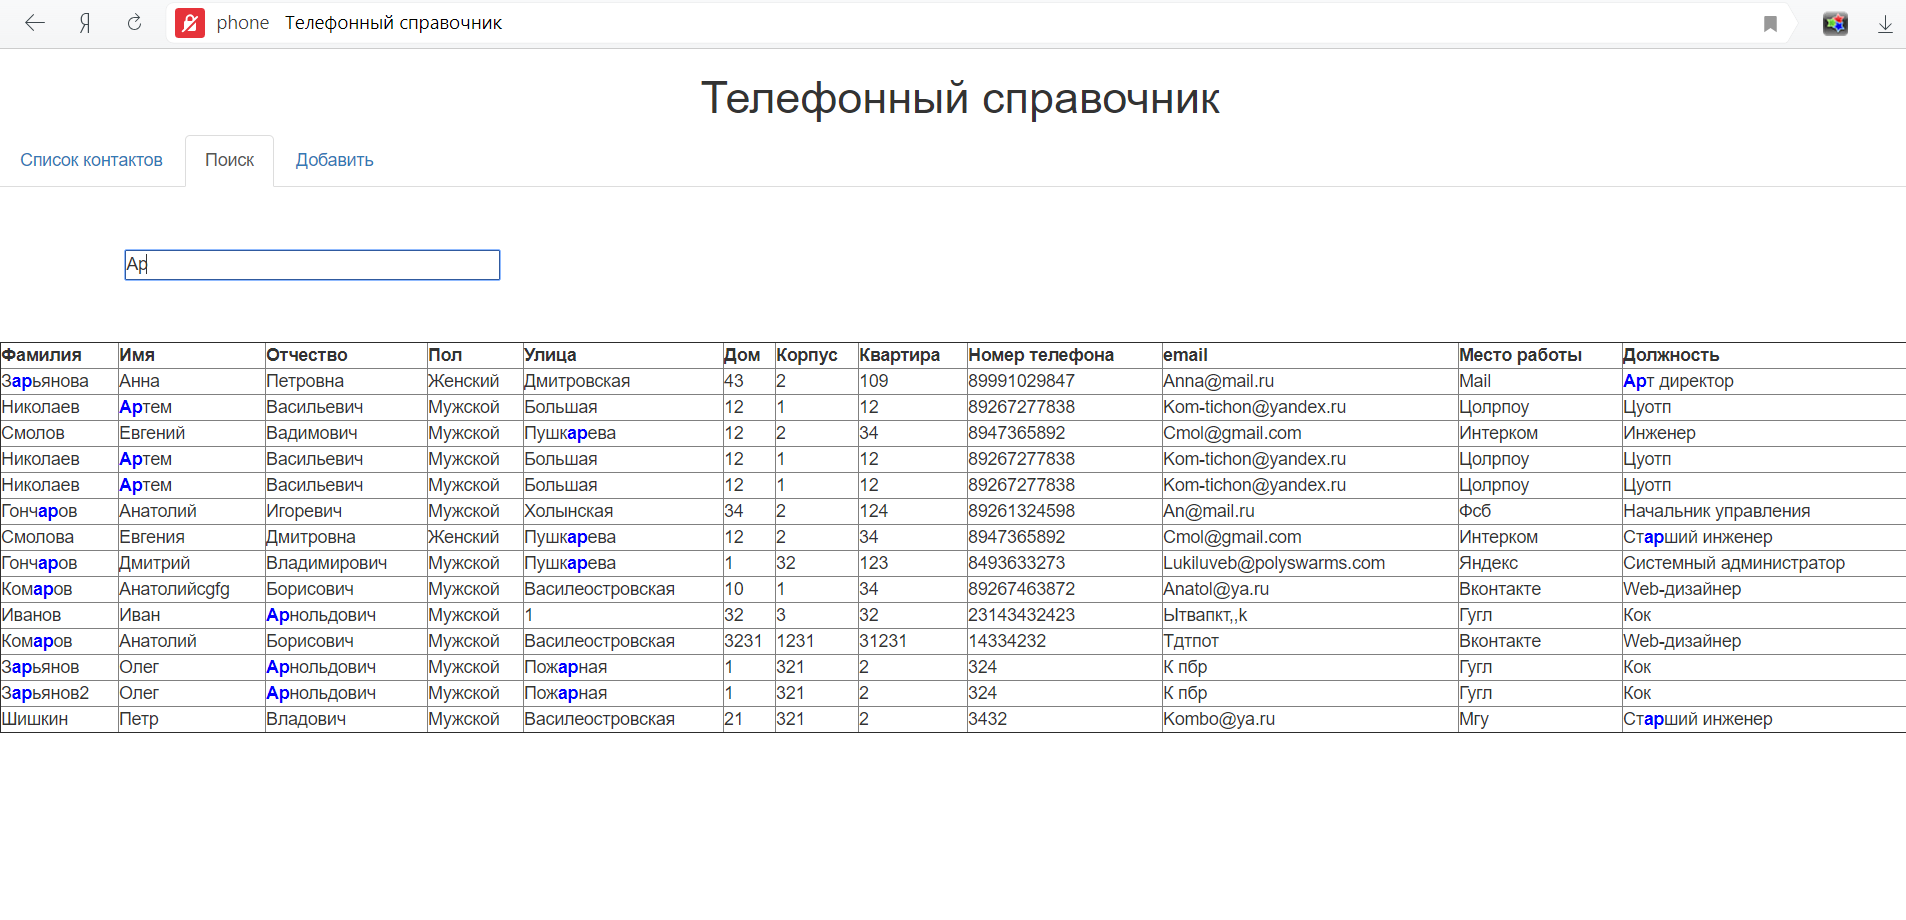 Я phone Телефонный справочник
Телефонный справочник
Список контактов Поиск Добавить
Ар
Фамилия Имя Отчество Пол Улица Дом Корпус Квартира Номер телефона email Место работы Должность
Зарьянова Анна Петровна Женский Дмитровская 43 2 109 89991029847 Anna@mail.ru Mail Арт директор
Николаев Артем Васильевич Мужской Большая 12 1 12 89267277838 Kom-tichon@yandex.ru Цолрпоу Цуотп
Смолов Евгений Вадимович Мужской Пушкарева 12 2 34 8947365892 Cmol@gmail.com Интерком Инженер
Николаев Артем Васильевич Мужской Большая 12 1 12 89267277838 Kom-tichon@yandex.ru Цолрпоу Цуотп
Николаев Артем Васильевич Мужской Большая 12 1 12 89267277838 Kom-tichon@yandex.ru Цолрпоу Цуотп
Гончаров Анатолий Игоревич Мужской Холынская 34 2 124 89261324598 An@mail.ru Фсб Начальник управления
Смолова Евгения Дмитровна Женский Пушкарева 12 2 34 8947365892 Cmol@gmail.com Интерком Старший инженер
Гончаров Дмитрий Владимирович Мужской Пушкарева 1 32 123 8493633273 Lukiluveb@polyswarms.com Яндекс Системный администратор
Комаров Анатолийcgfg Борисович Мужской Василеостровская 10 1 34 89267463872 Anatol@ya.ru Вконтакте Web-дизайнер
Иванов Иван Арнольдович Мужской 1 32 3 32 23143432423 Ытвапкт,,k Гугл Кок
Комаров Анатолий Борисович Мужской Василеостровская 3231 1231 31231 14334232 Тдтпот Вконтакте Web-дизайнер
Зарьянов Олег Арнольдович Мужской Пожарная 1 321 2 324 К пбр Гугл Кок
Зарьянов2 Олег Арнольдович Мужской Пожарная 1 321 2 324 К пбр Гугл Кок
Шишкин Петр Владович Мужской Василеостровская 21 321 2 3432 Kombo@ya.ru Мгу Старший инженер